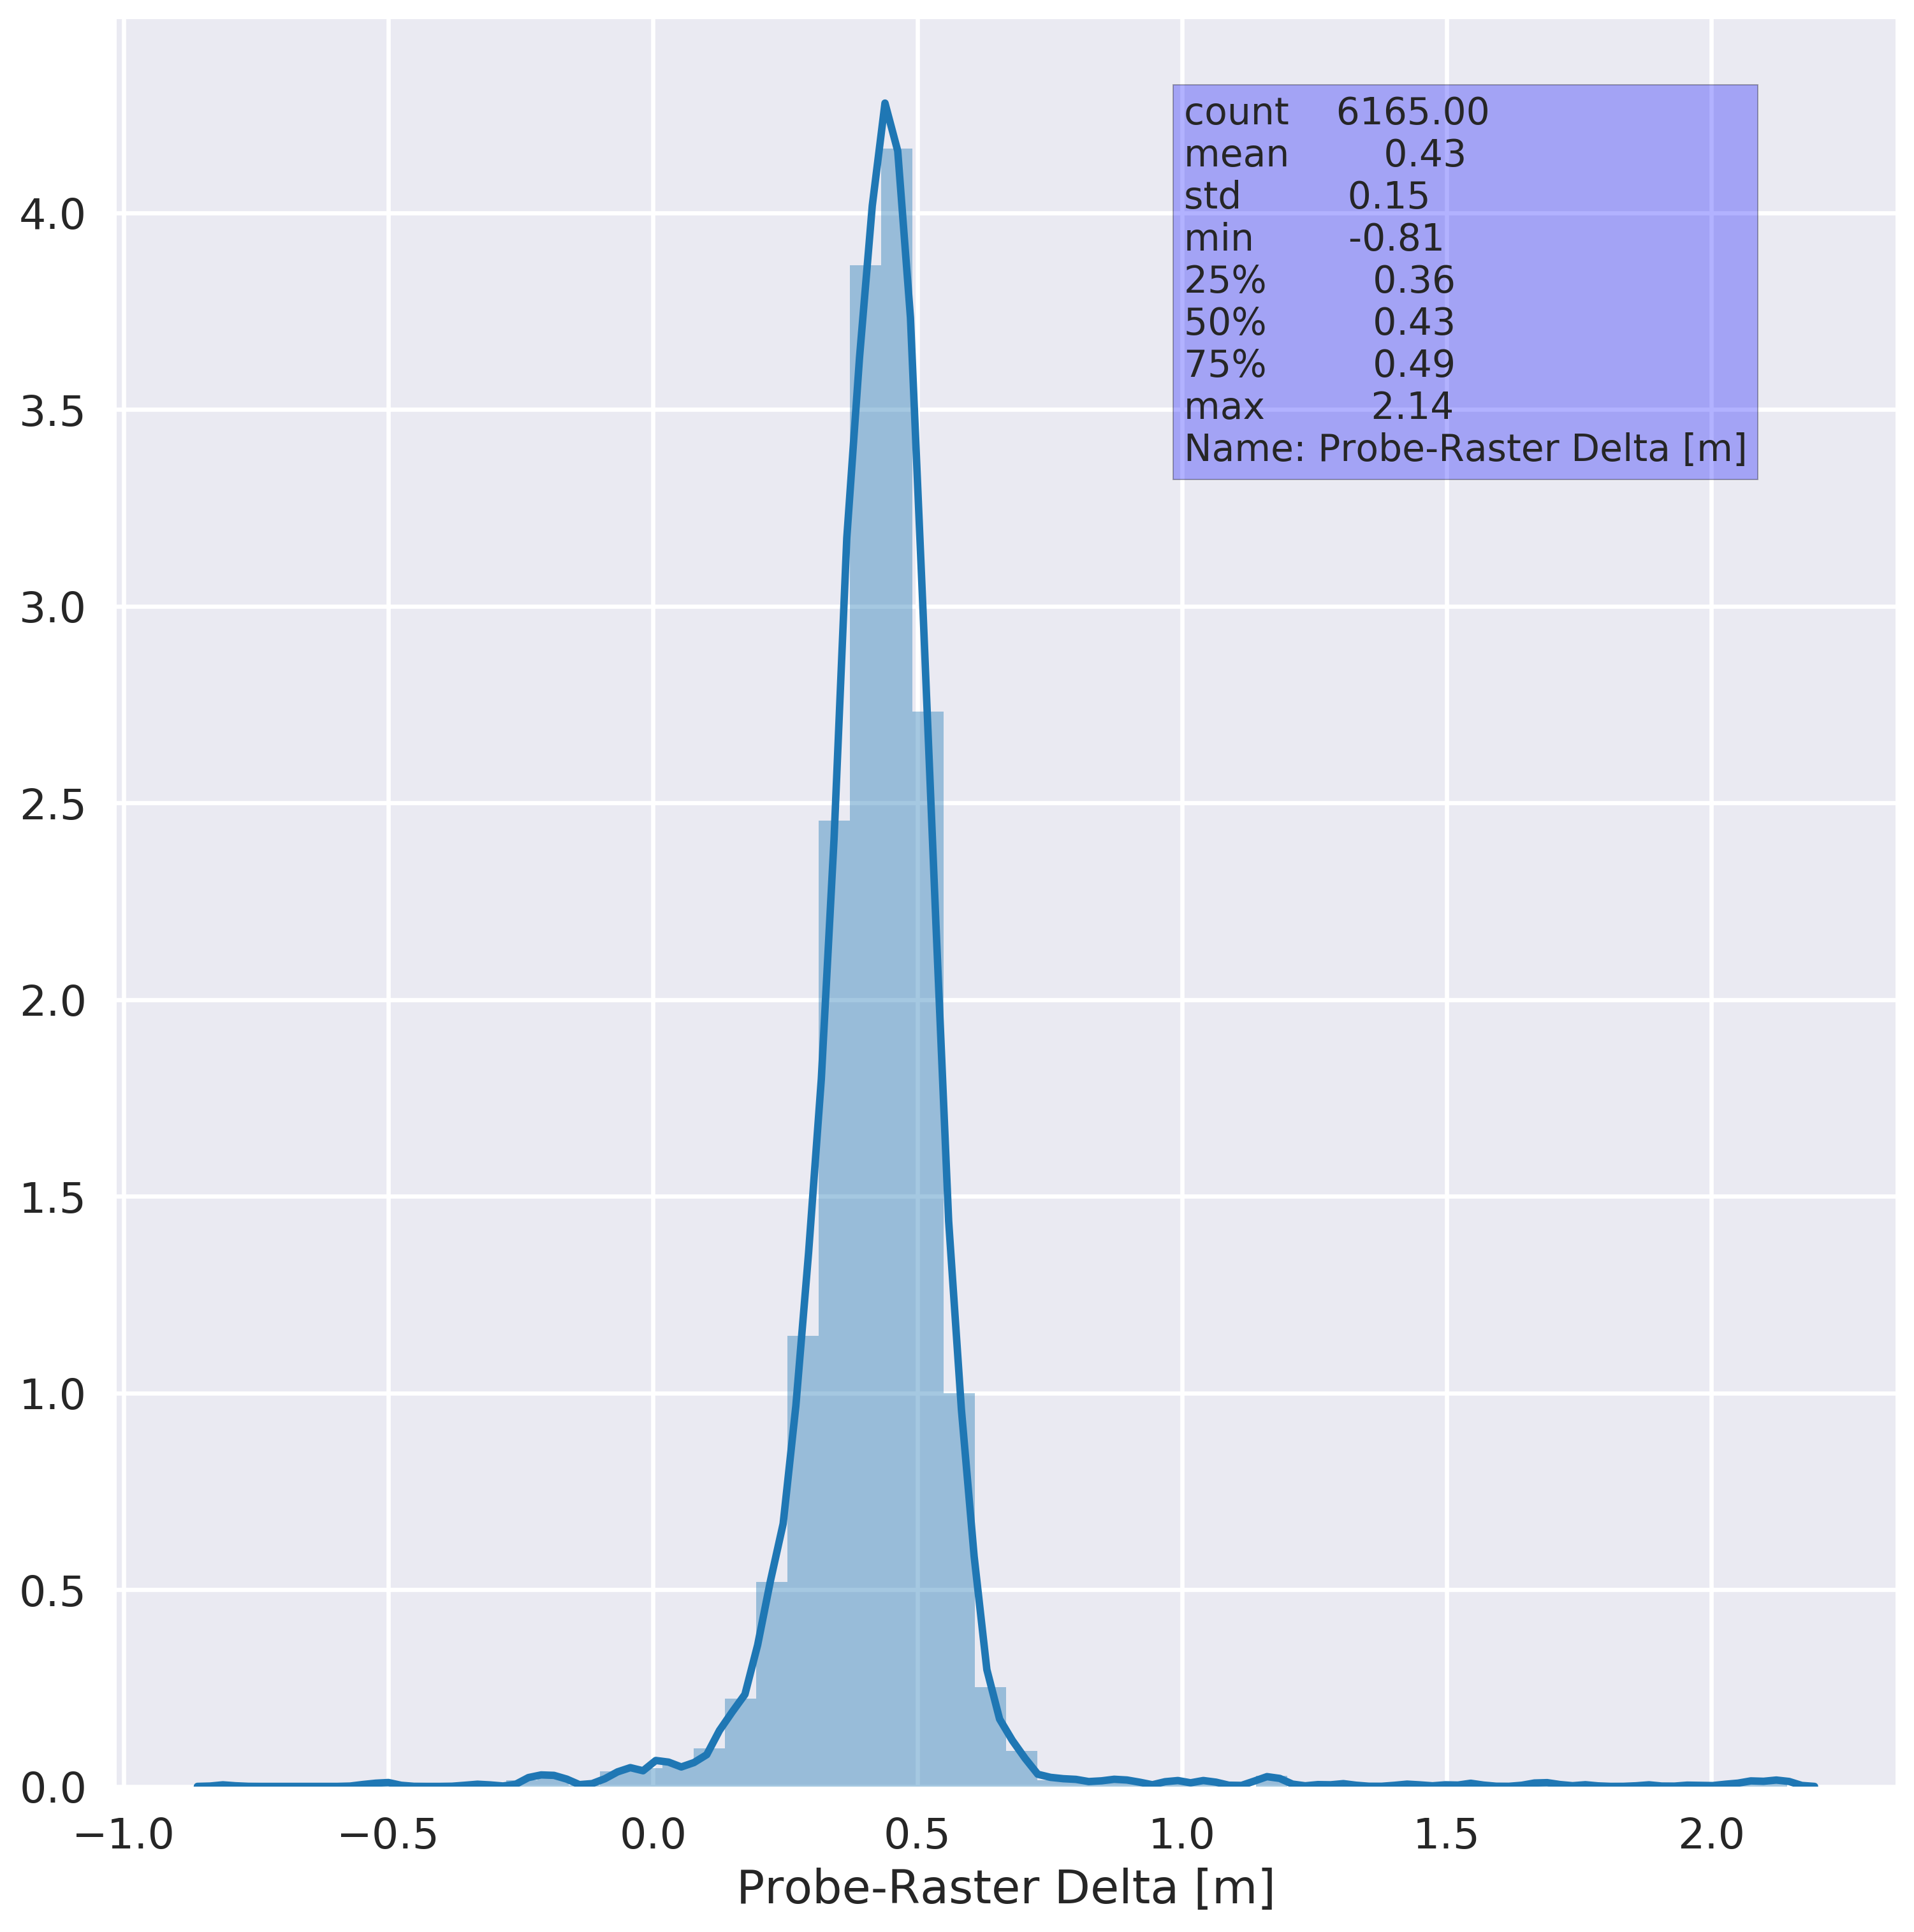 count 6165.00
mean 0.43
std 0.15
min -0.81
25% 0.36
50% 0.43
75% 0.49
max 2.14
Name: Probe-Raster Delta [m]
4.0
3.5
3.0
2.5
2.0
1.5
1.0
0.5
0.0
−1.0 −0.5 0.0 0.5 1.0 1.5 2.0
Probe-Raster Delta [m]